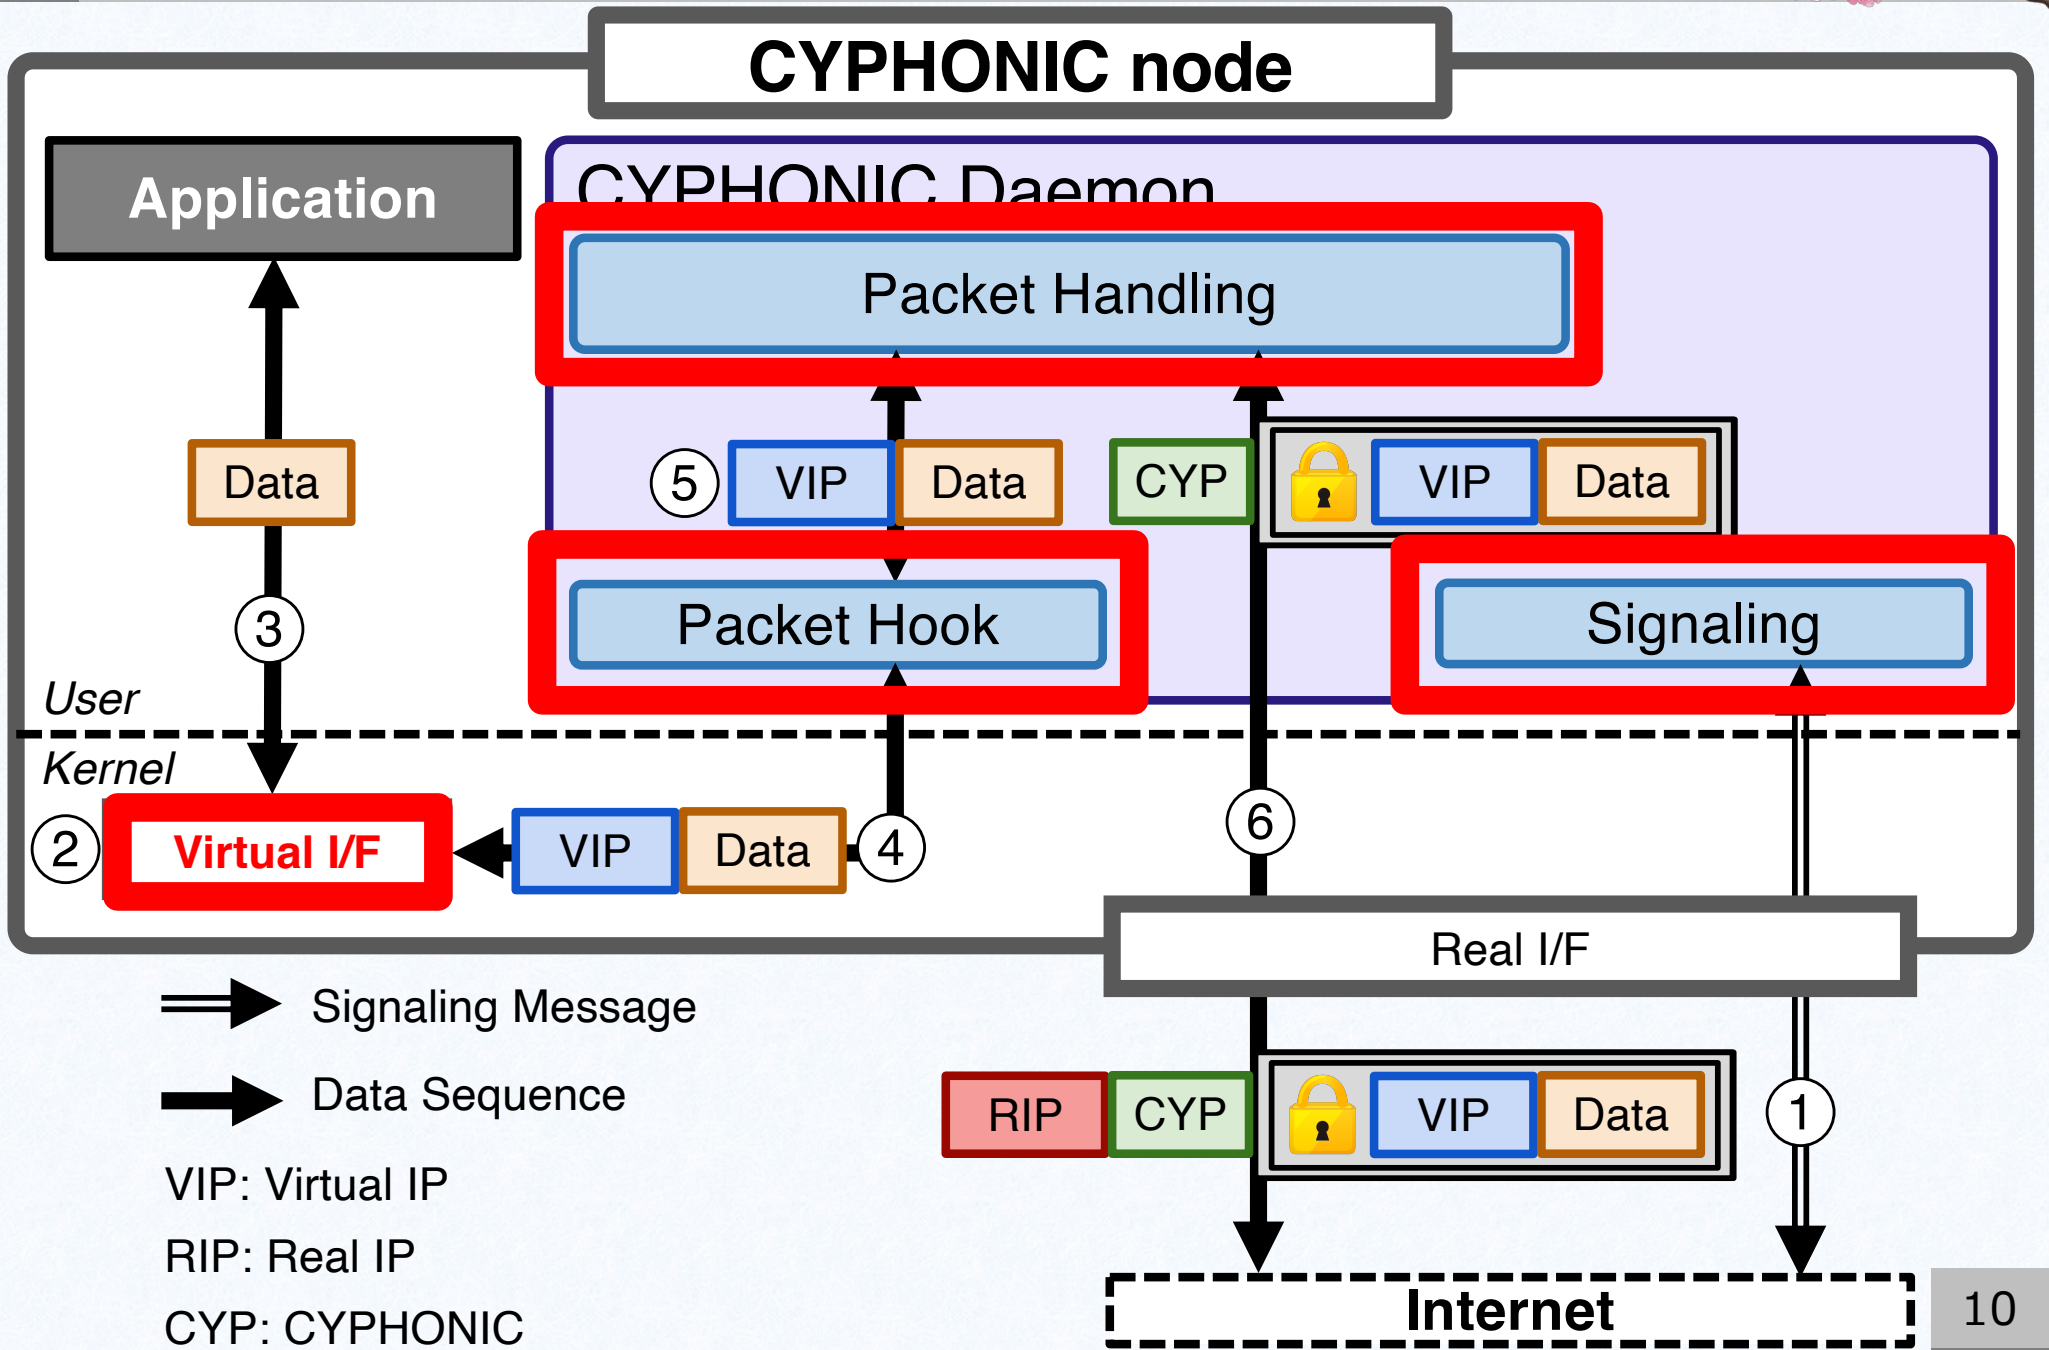 CYPHONIC node
Application
CYPHONIC Daemon
Packet Handling
Data
5
VIP
Data
CYP
VIP
Data
3
Packet Hook
Signaling
User
Kernel
2
Virtual I/F
VIP
Data
4
6
Real I/F
Signaling Message
Data Sequence
RIP
CYP
VIP
Data
1
VIP: Virtual IP
RIP: Real IP
CYP: CYPHONIC
Internet
10